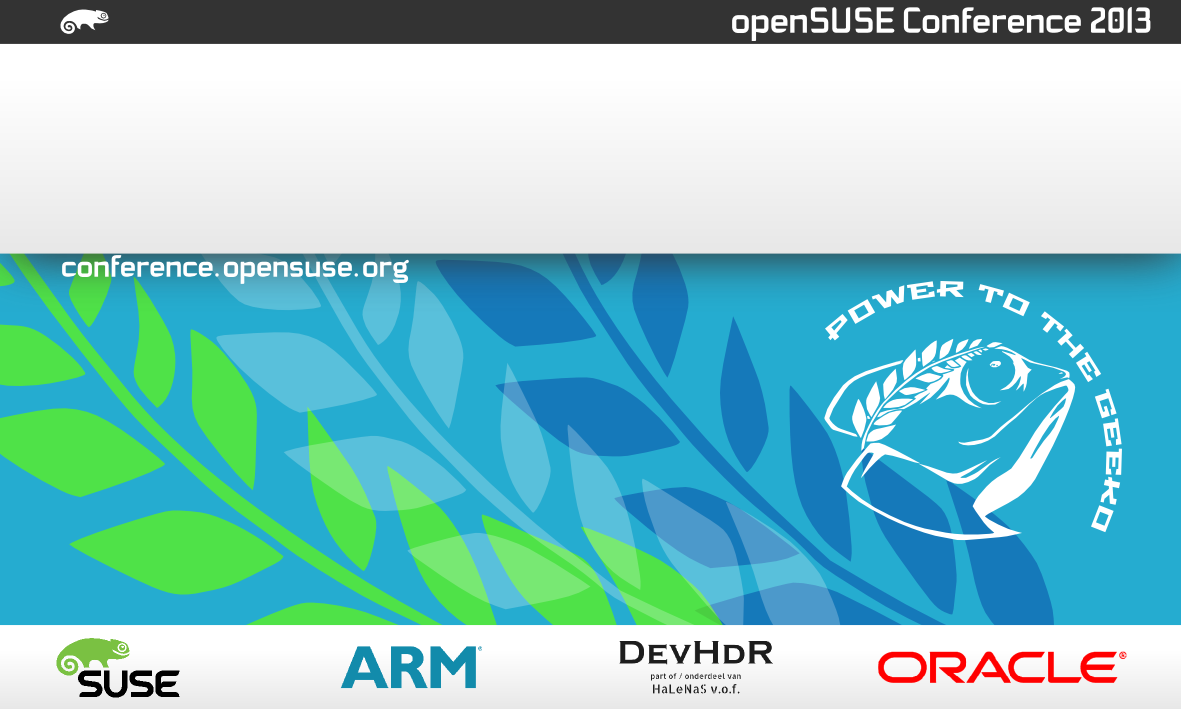 openSUSE Conference 2013
conference.opensuse.org
POWER TO THE GEEKO
SUSE
ARM®
DEVHDR
part of / onderdeel van
HaLeNaS v.o.f.
ORACLE®